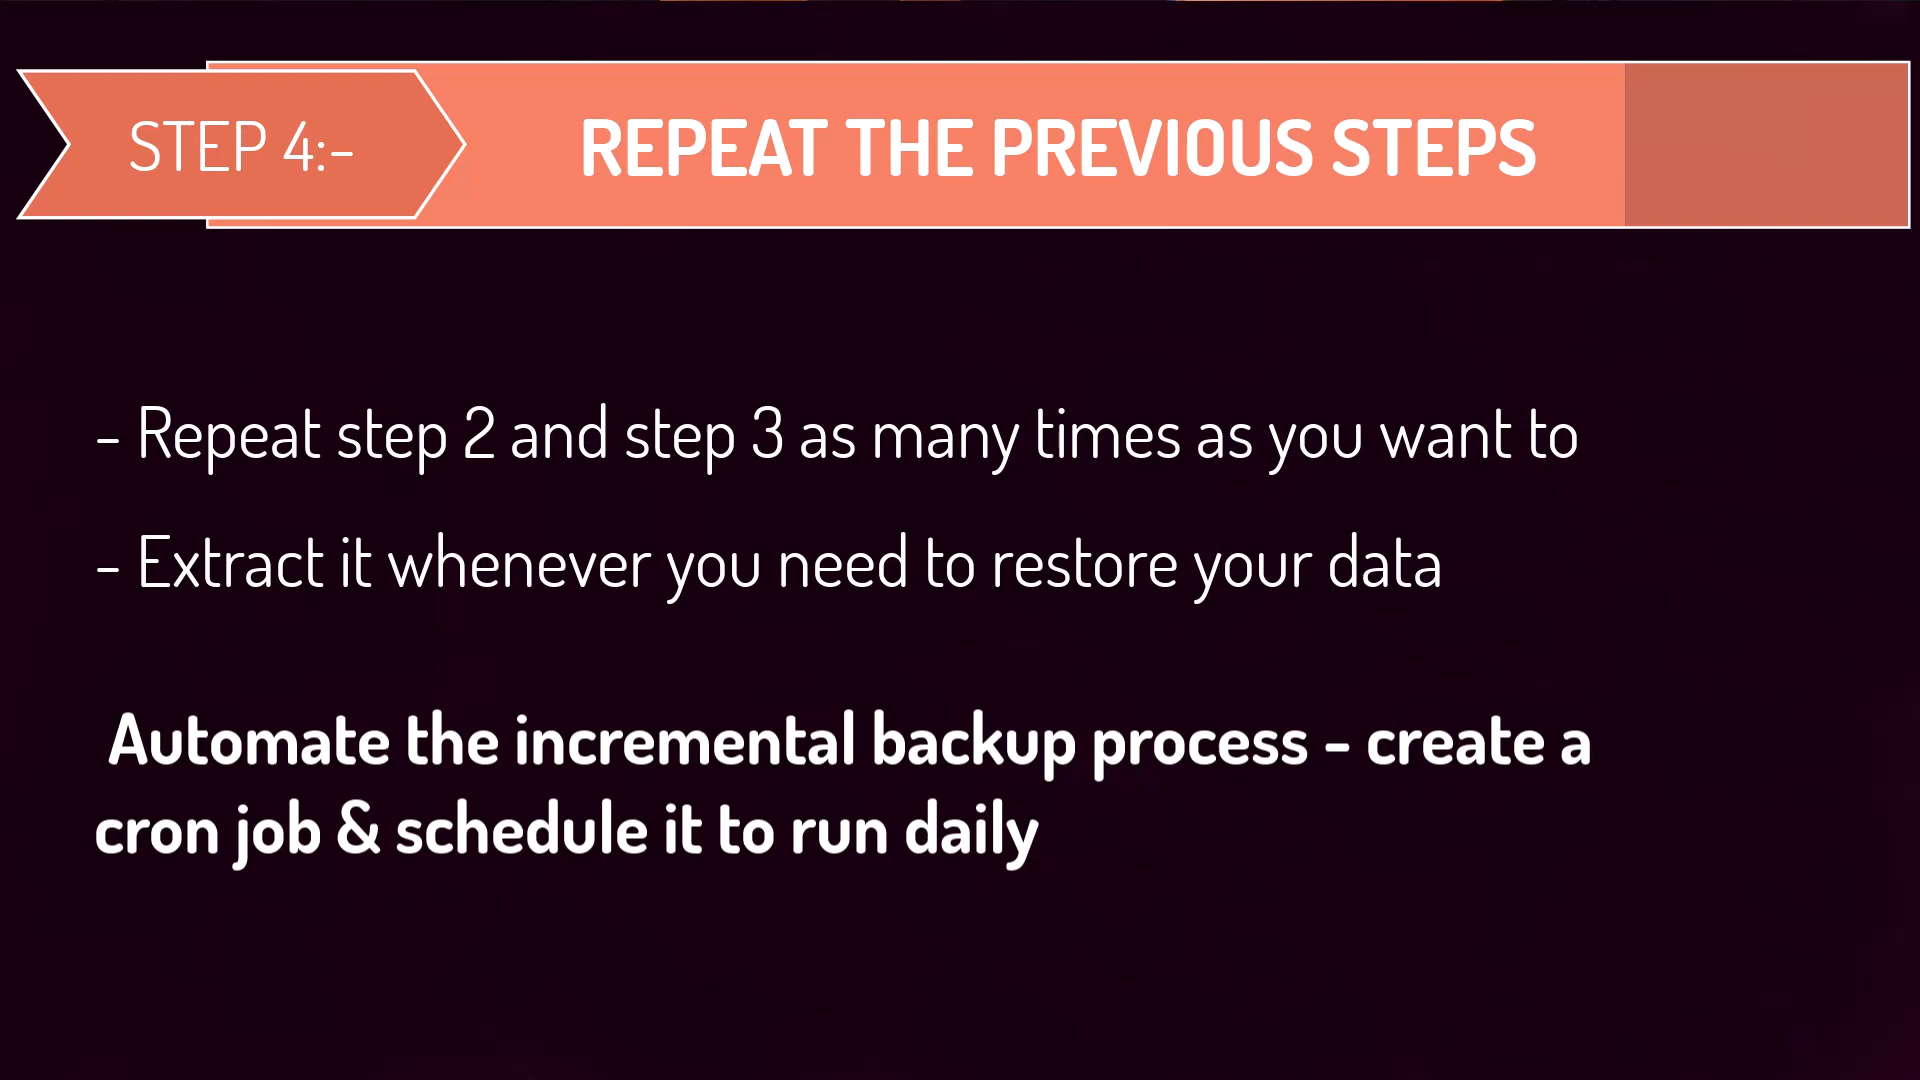 STEP 4:-
REPEAT THE PREVIOUS STEPS
- Repeat step 2 and step 3 as many times as you want to
- Extract it whenever you need to restore your data
Automate the incremental backup process - create a
cron job & schedule it to run daily